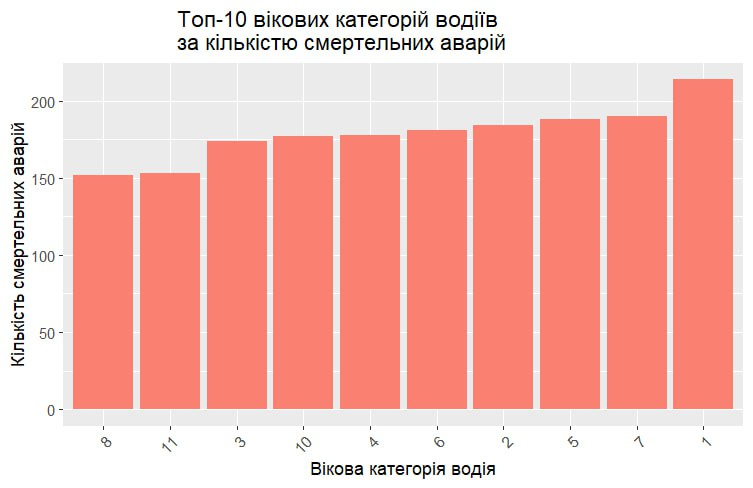 Топ-10 вікових категорій водіїв
за кількістю смертельних аварій
Кількість смертельних аварій
200
150
100
50
0
8 11 3 10 4 6 2 5 7 1
Вікова категорія водія